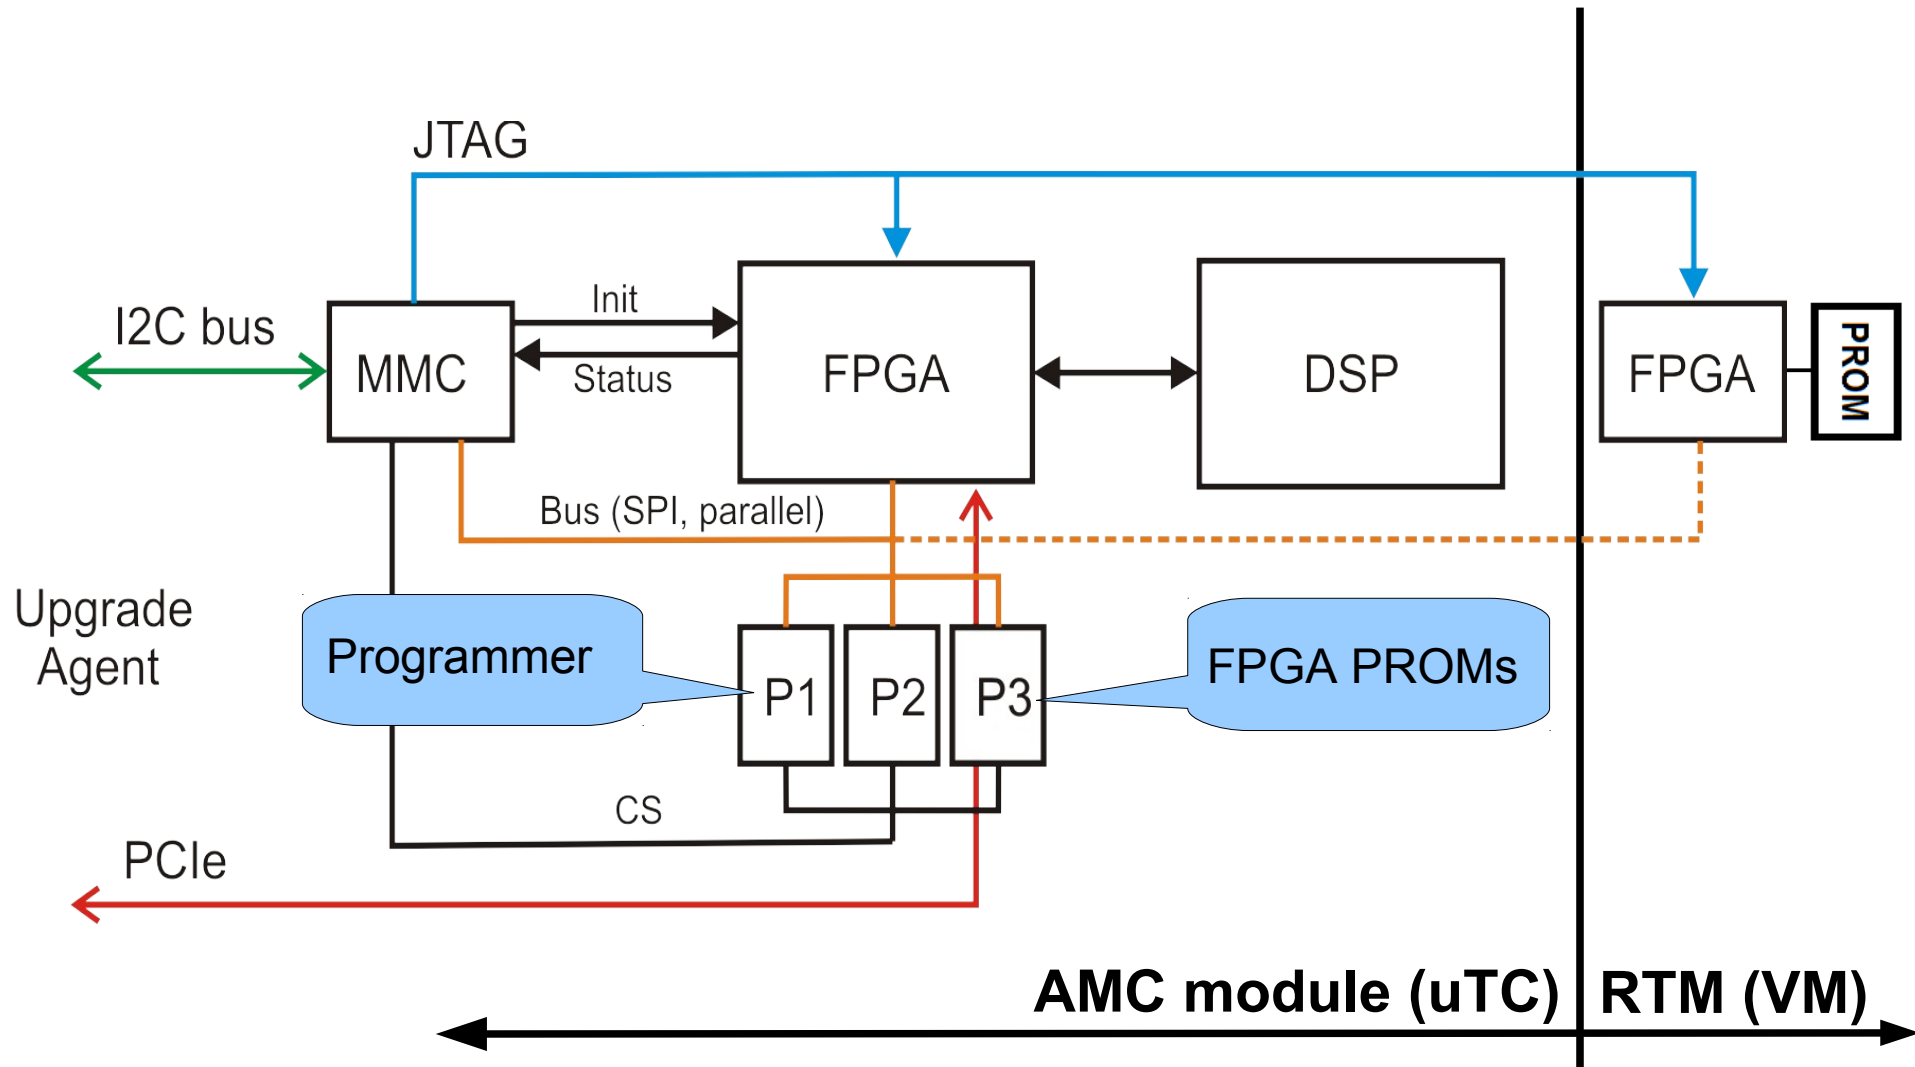 JTAG
Init
I2C bus
MMC
Status
FPGA
DSP
FPGA
PROM
Bus (SPI, parallel)
Upgrade
Agent
Programmer
P1
P2
P3
FPGA PROMs
CS
PCIe
AMC module (uTC)
RTM (VM)